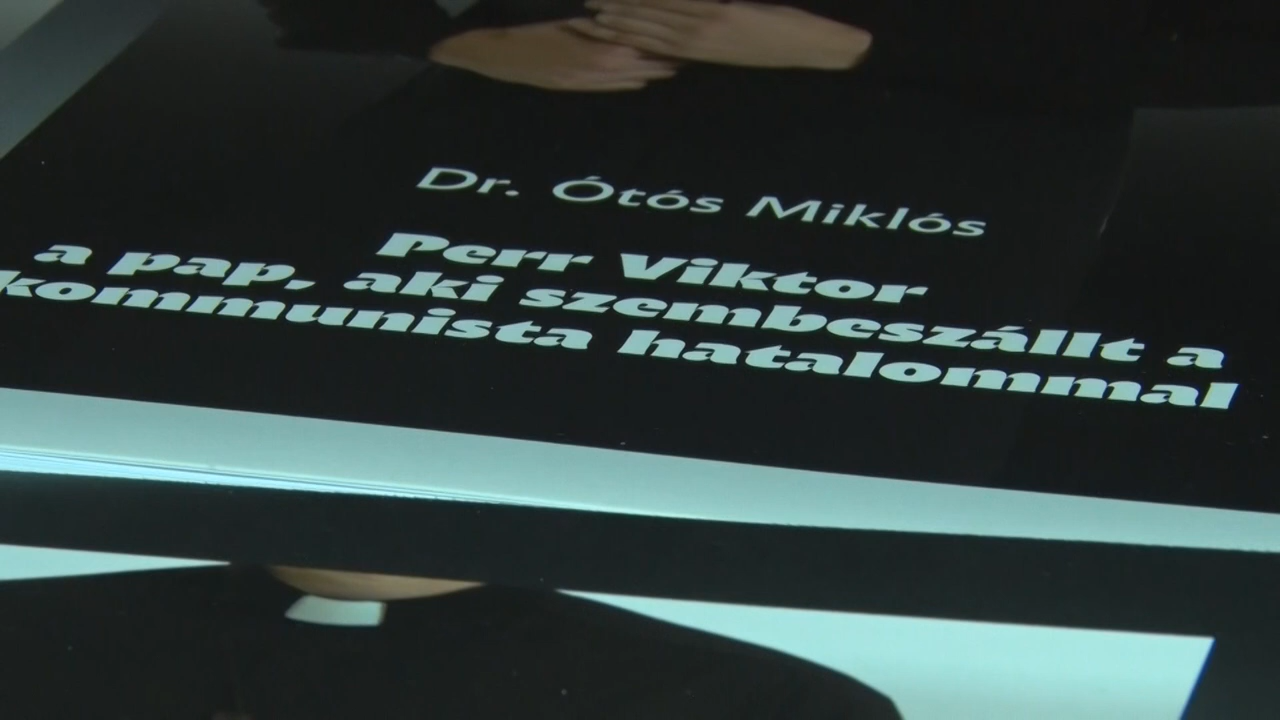 Dr. Ótós Miklós
Perr Viktor
a pap, aki szembeszállt a
kommunista hatalommal